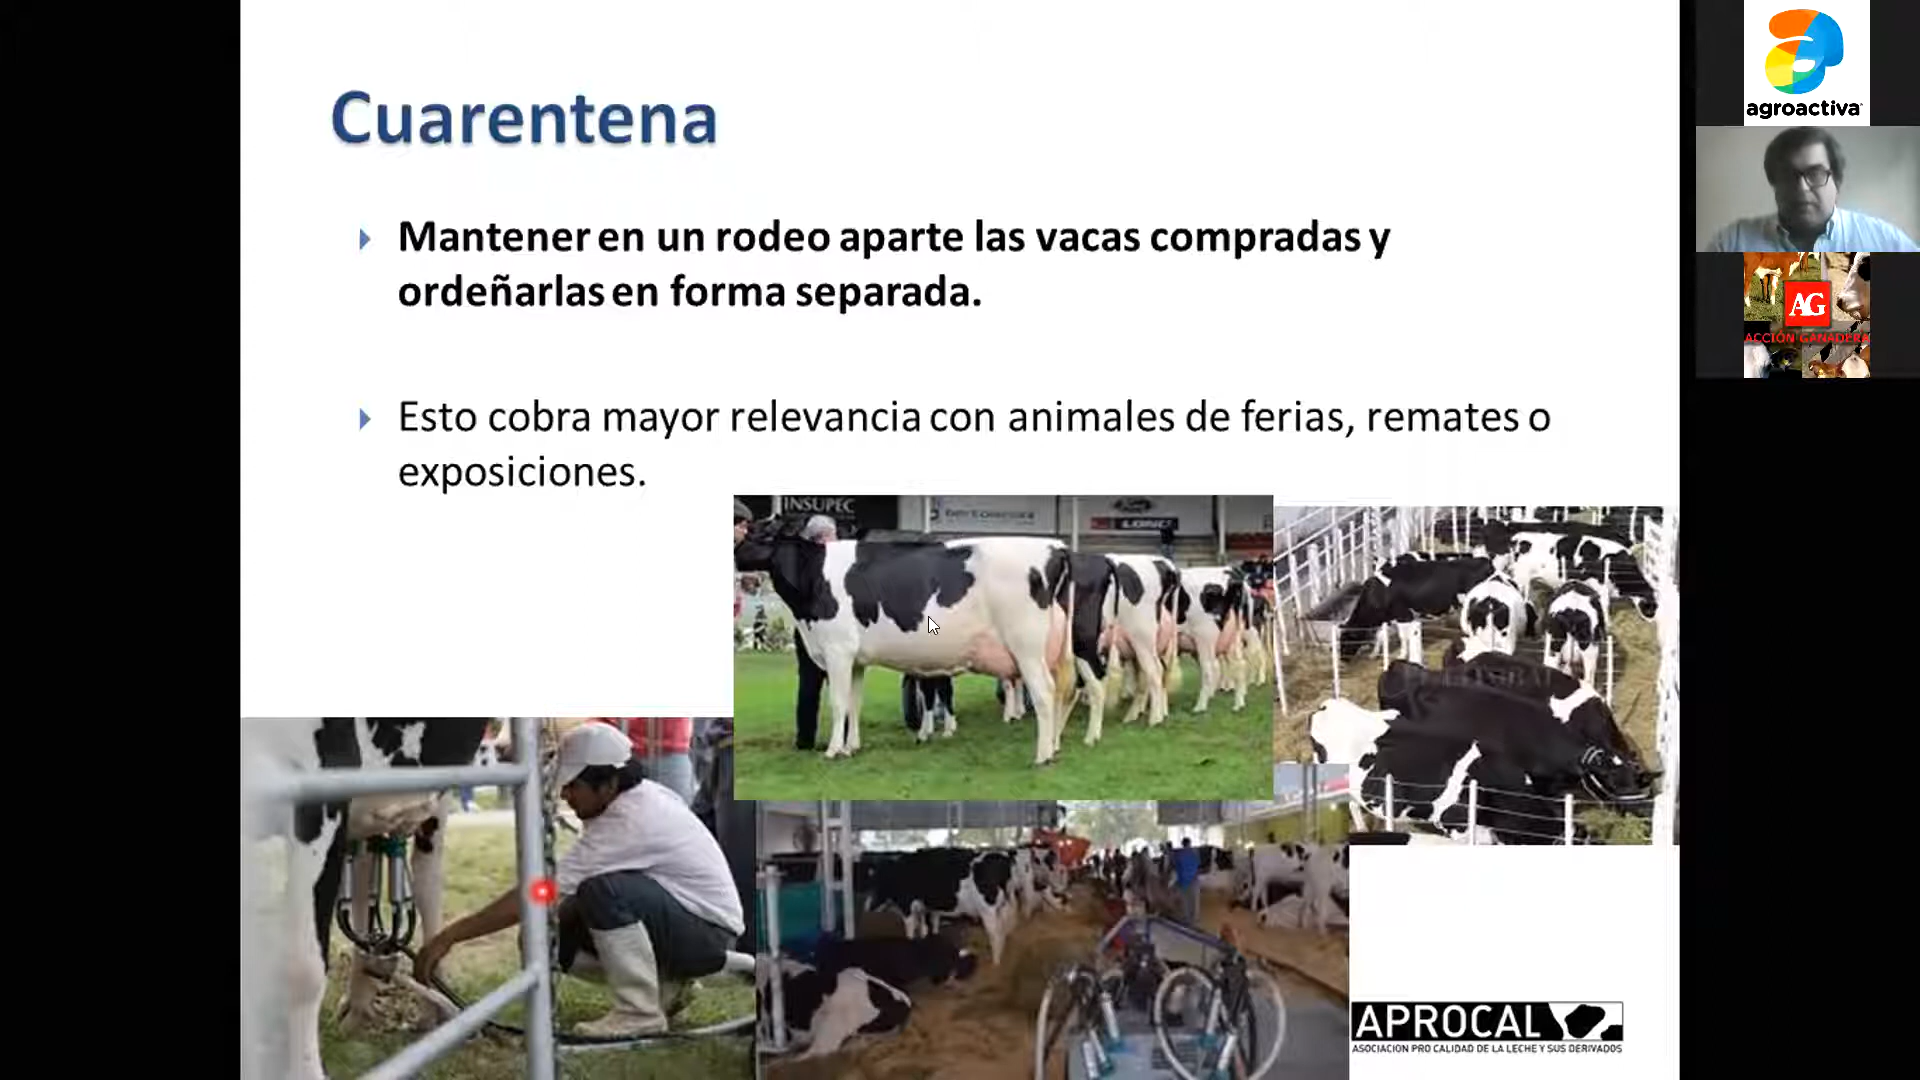 Cuarentena
Mantener en un rodeo aparte las vacas compradas y
ordeñarlas en forma separada.
Esto cobra mayor relevancia con animales de ferias, remates o
exposiciones.
INSUPEC
APROCAL
ASOCIACION PRO CALIDAD DE LA LECHE Y SUS DERIVADOS
agroactiva
AG
ACCIÓN GANADERA